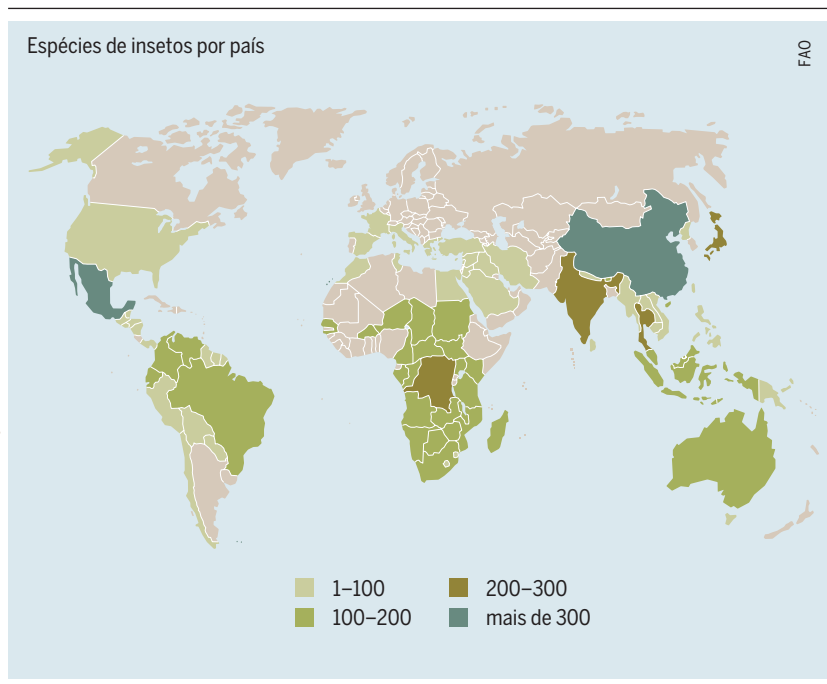 Espécies de insetos por país
FAO
1–100
100–200
200–300
mais de 300